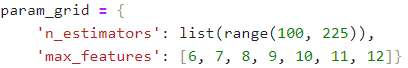 param_grid = {
    'n_estimators': list(range(100, 225)),
    'max_features': [6, 7, 8, 9, 10, 11, 12]}